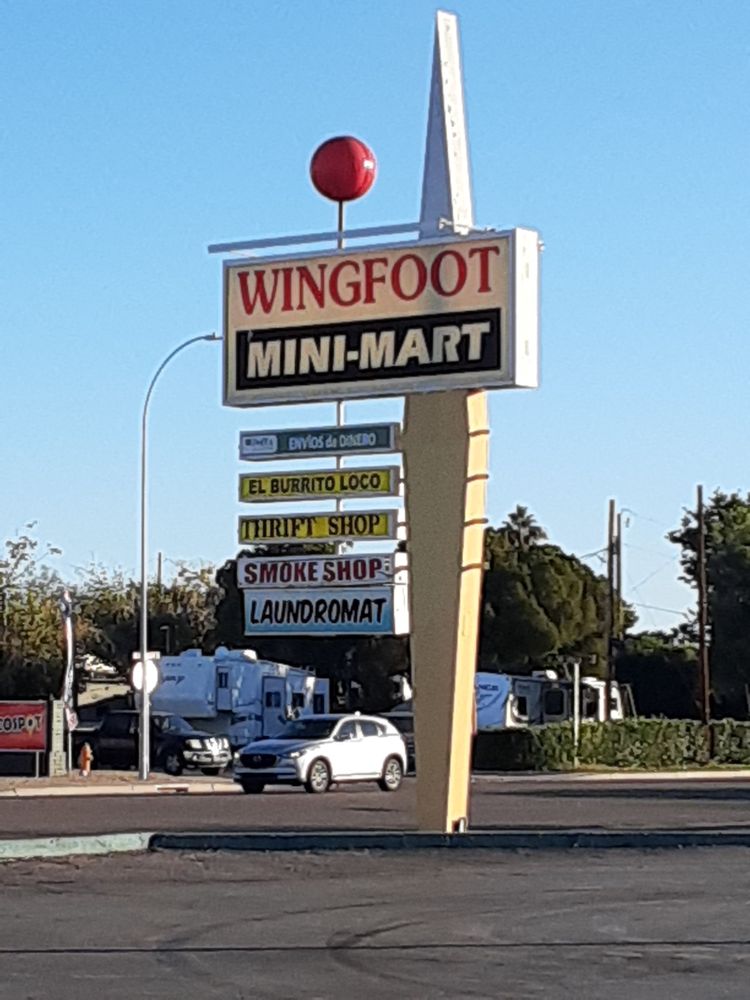 WINGFOOT
MINI-MART
ENVÍOS de DINERO
EL BURRITO LOCO
THRIFT SHOP
SMOKE SHOP
LAUNDROMAT